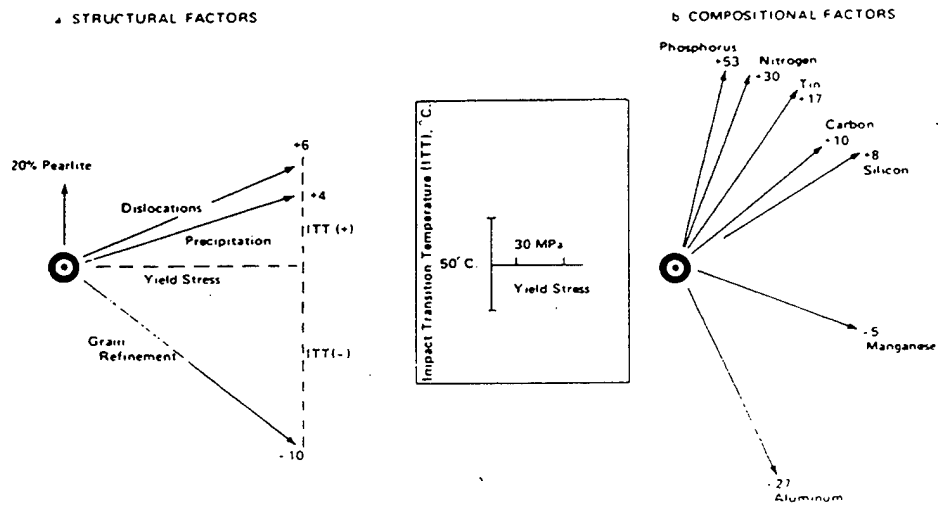 a STRUCTURAL FACTORS
+6
20% Pearlite
+4
Dislocations
ITT (+)
Precipitation
Yield Stress
Grain
Refinement
ITT(-)
- 10
Impact Transition Temperature (ITT), °C.
50°C.
30 MPa
Yield Stress
b COMPOSITIONAL FACTORS
Phosphorus
+53
Nitrogen
+30
Tin
+17
Carbon
+10
+8
Silicon
- 5
Manganese
- 27
Aluminum